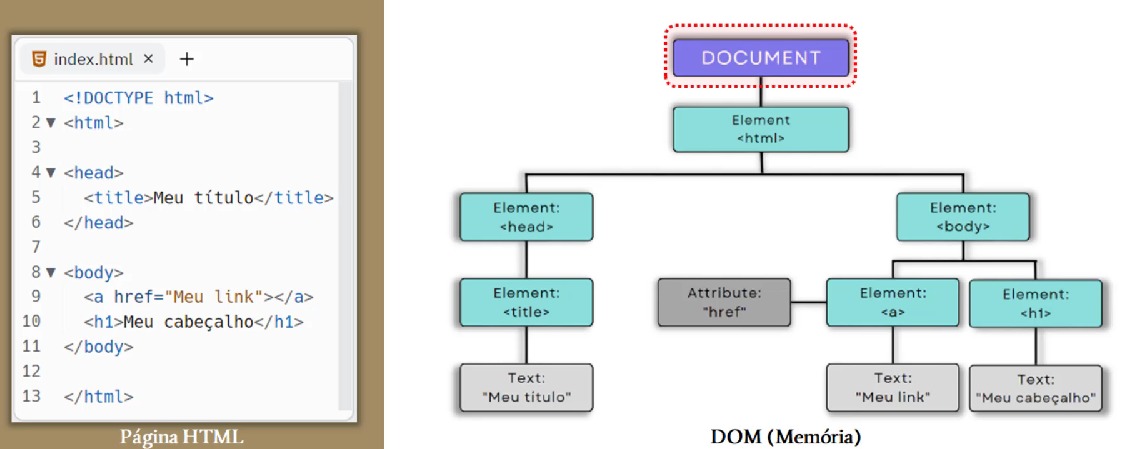 index.html × +
1 <!DOCTYPE html>
2 ▼ <html>
3
4 ▼ <head>
5 <title>Meu título</title>
6 </head>
7
8 ▼ <body>
9 <a href="Meu link"></a>
10 <h1>Meu cabeçalho</h1>
11 </body>
12
13 </html>
Página HTML
DOCUMENT
Element
<html>
Element:
<head>
Element:
<body>
Element:
<title>
Attribute:
"href"
Element:
<a>
Element:
<h1>
Text:
"Meu título"
Text:
"Meu link"
Text:
"Meu cabeçalho"
DOM (Memória)